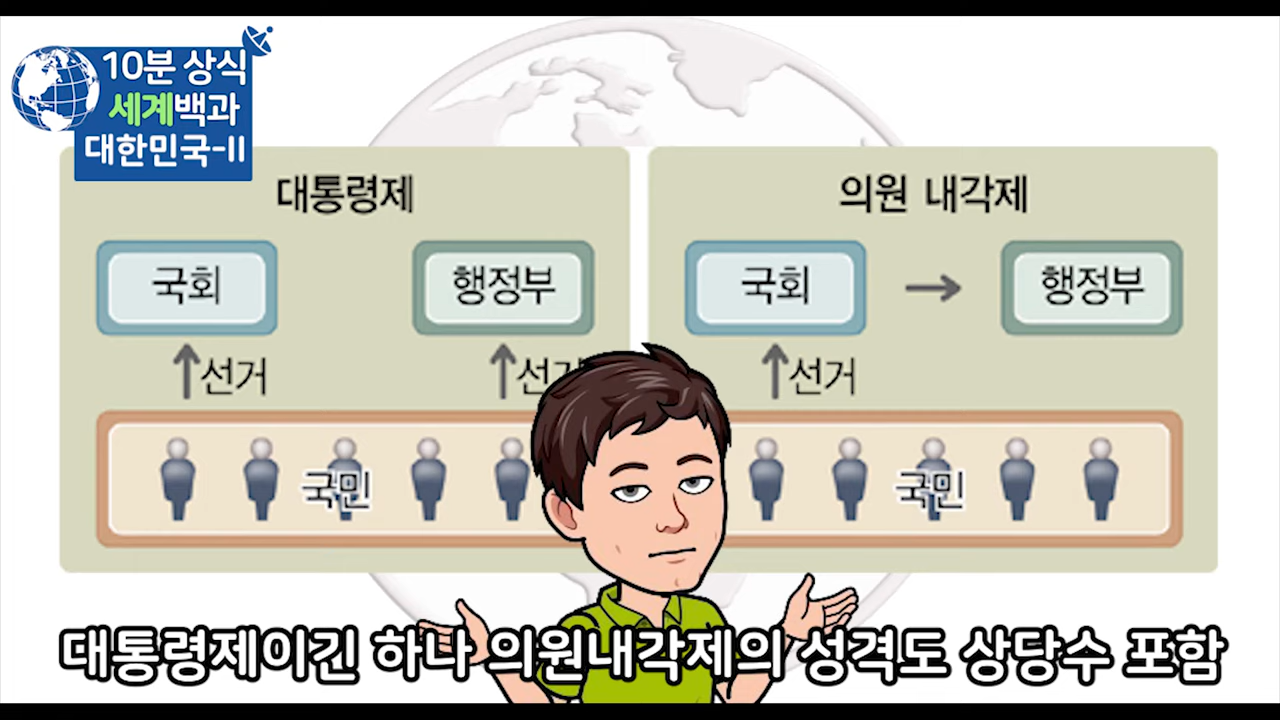 10분 상식
세계백과
대한민국-II
대통령제
의원 내각제
국회
행정부
국회
행정부
선거
선거
선거
국민
국민
대통령제이긴 하나 의원내각제의 성격도 상당수 포함